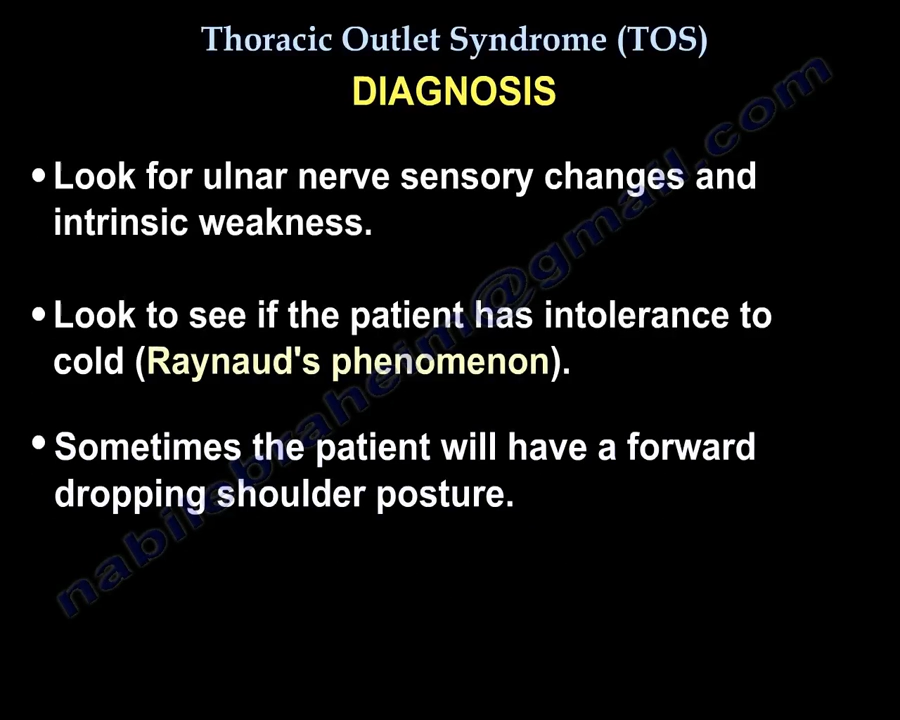 Thoracic Outlet Syndrome (TOS)
DIAGNOSIS
• Look for ulnar nerve sensory changes and
intrinsic weakness.
• Look to see if the patient has intolerance to
cold (Raynaud's phenomenon).
• Sometimes the patient will have a forward
dropping shoulder posture.
nabilebraheim@gmail.com